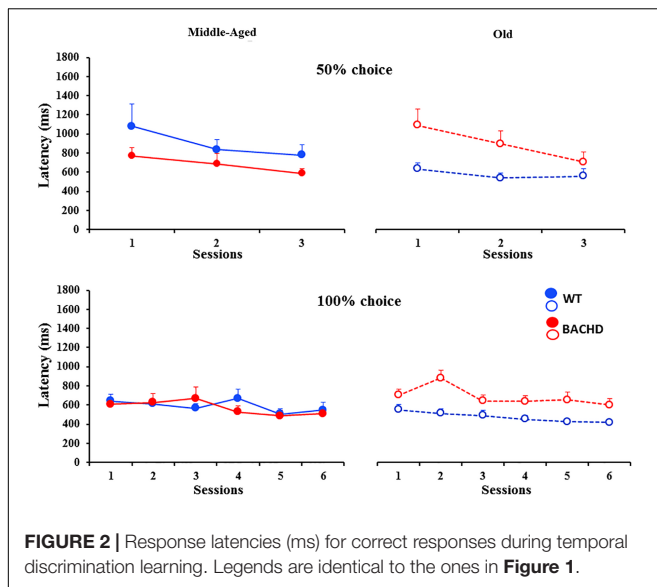 Middle-Aged
Old
50% choice
Latency (ms)
1800
1600
1400
1200
1000
800
600
400
200
0
1 2 3
Sessions
1 2 3
Sessions
100% choice
WT
BACHD
Latency (ms)
1800
1600
1400
1200
1000
800
600
400
200
0
1 2 3 4 5 6
Sessions
1 2 3 4 5 6
Sessions
FIGURE 2 | Response latencies (ms) for correct responses during temporal
discrimination learning. Legends are identical to the ones in Figure 1.